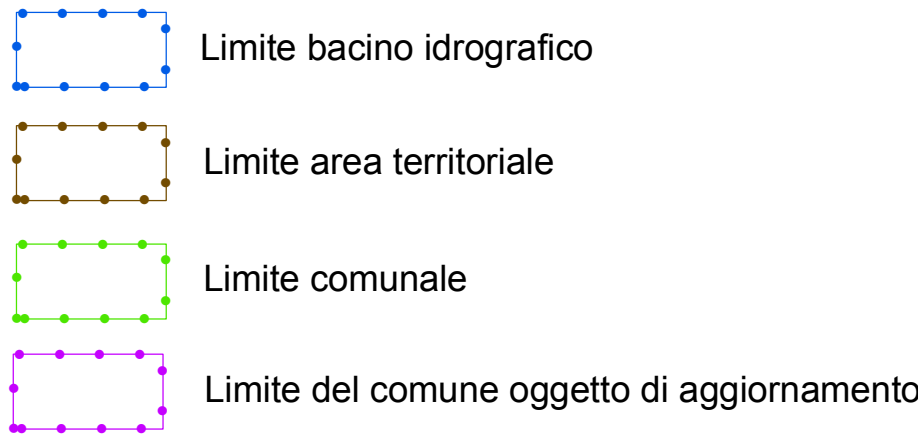 Limite bacino idrografico
Limite area territoriale
Limite comunale
Limite del comune oggetto di aggiornamento